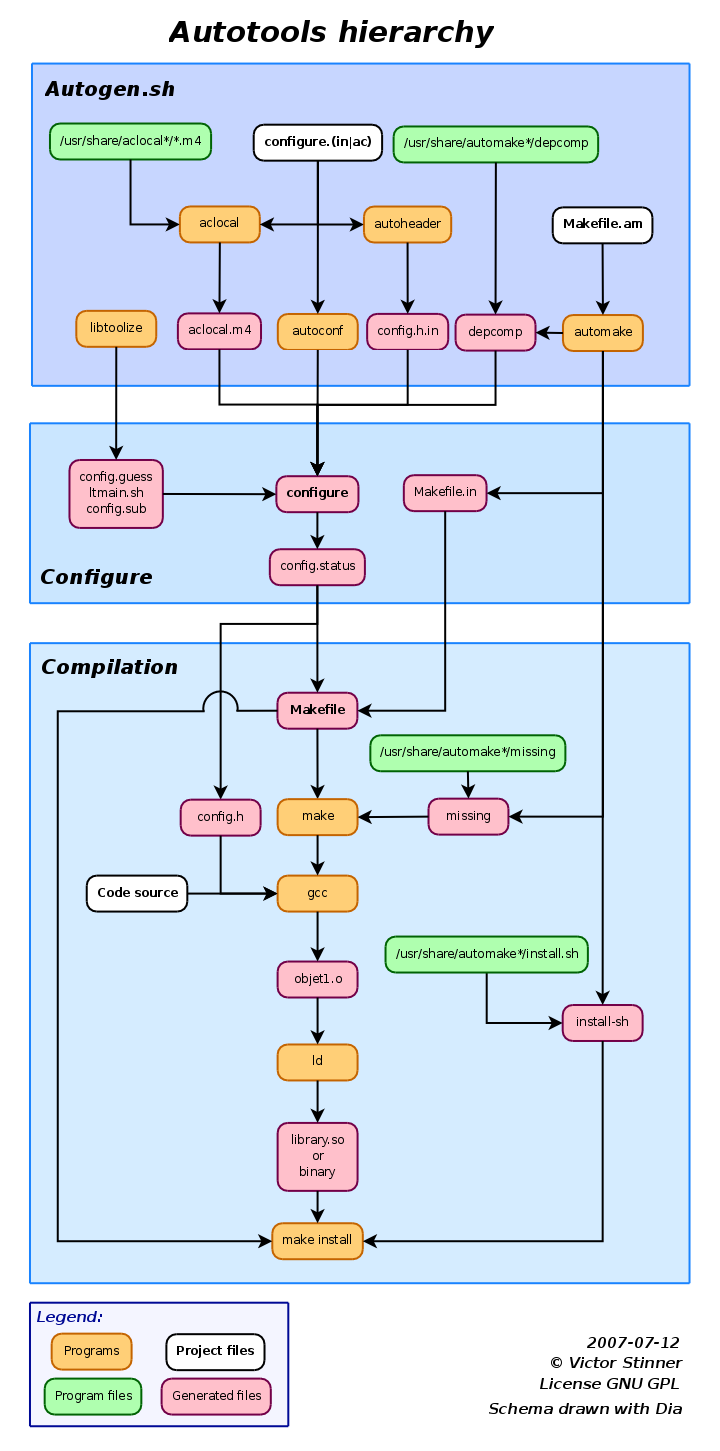 Autotools hierarchy
Autogen.sh
/usr/share/aclocal*/*.m4
configure.(in|ac)
/usr/share/automake*/depcomp
aclocal
autoheader
Makefile.am
libtoolize
aclocal.m4
autoconf
config.h.in
depcomp
automake
config.guess
ltmain.sh
config.sub
configure
Makefile.in
config.status
Configure
Compilation
Makefile
/usr/share/automake*/missing
config.h
make
missing
Code source
gcc
/usr/share/automake*/install.sh
objet1.o
install-sh
ld
library.so
or
binary
make install
Legend:
Programs
Project files
Program files
Generated files
2007-07-12
© Victor Stinner
License GNU GPL
Schema drawn with Dia